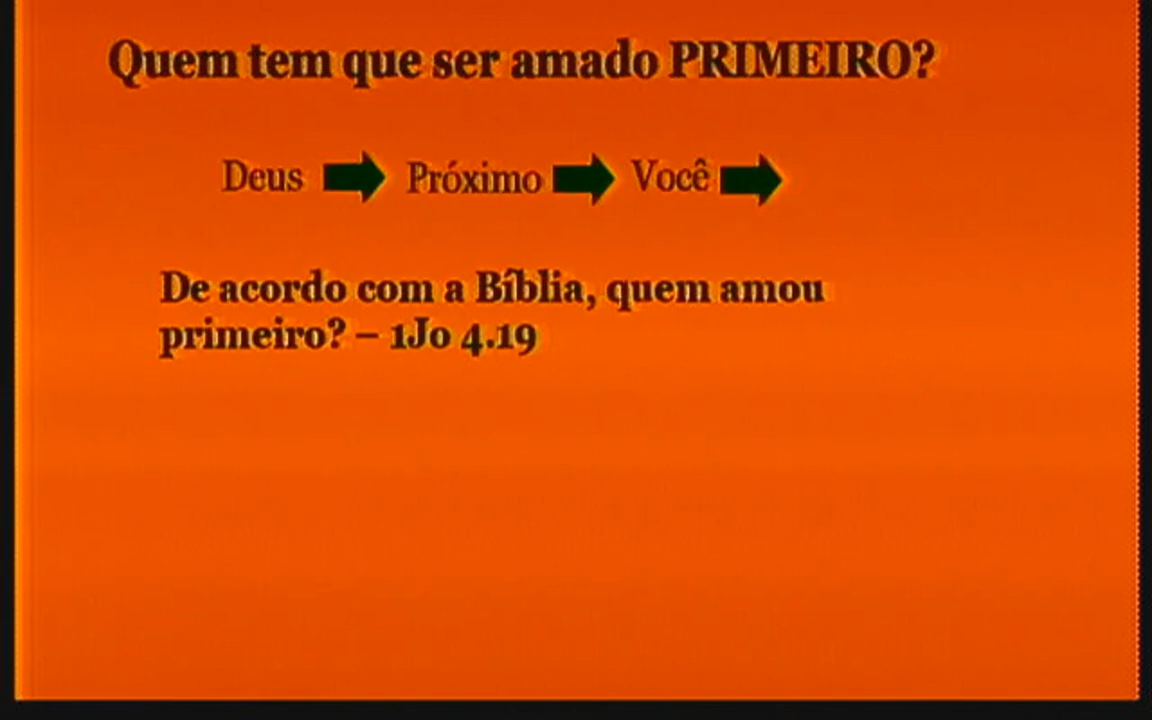 Quem tem que ser amado PRIMEIRO?
Deus Próximo Você
De acordo com a Bíblia, quem amou
primeiro? – 1Jo 4.19